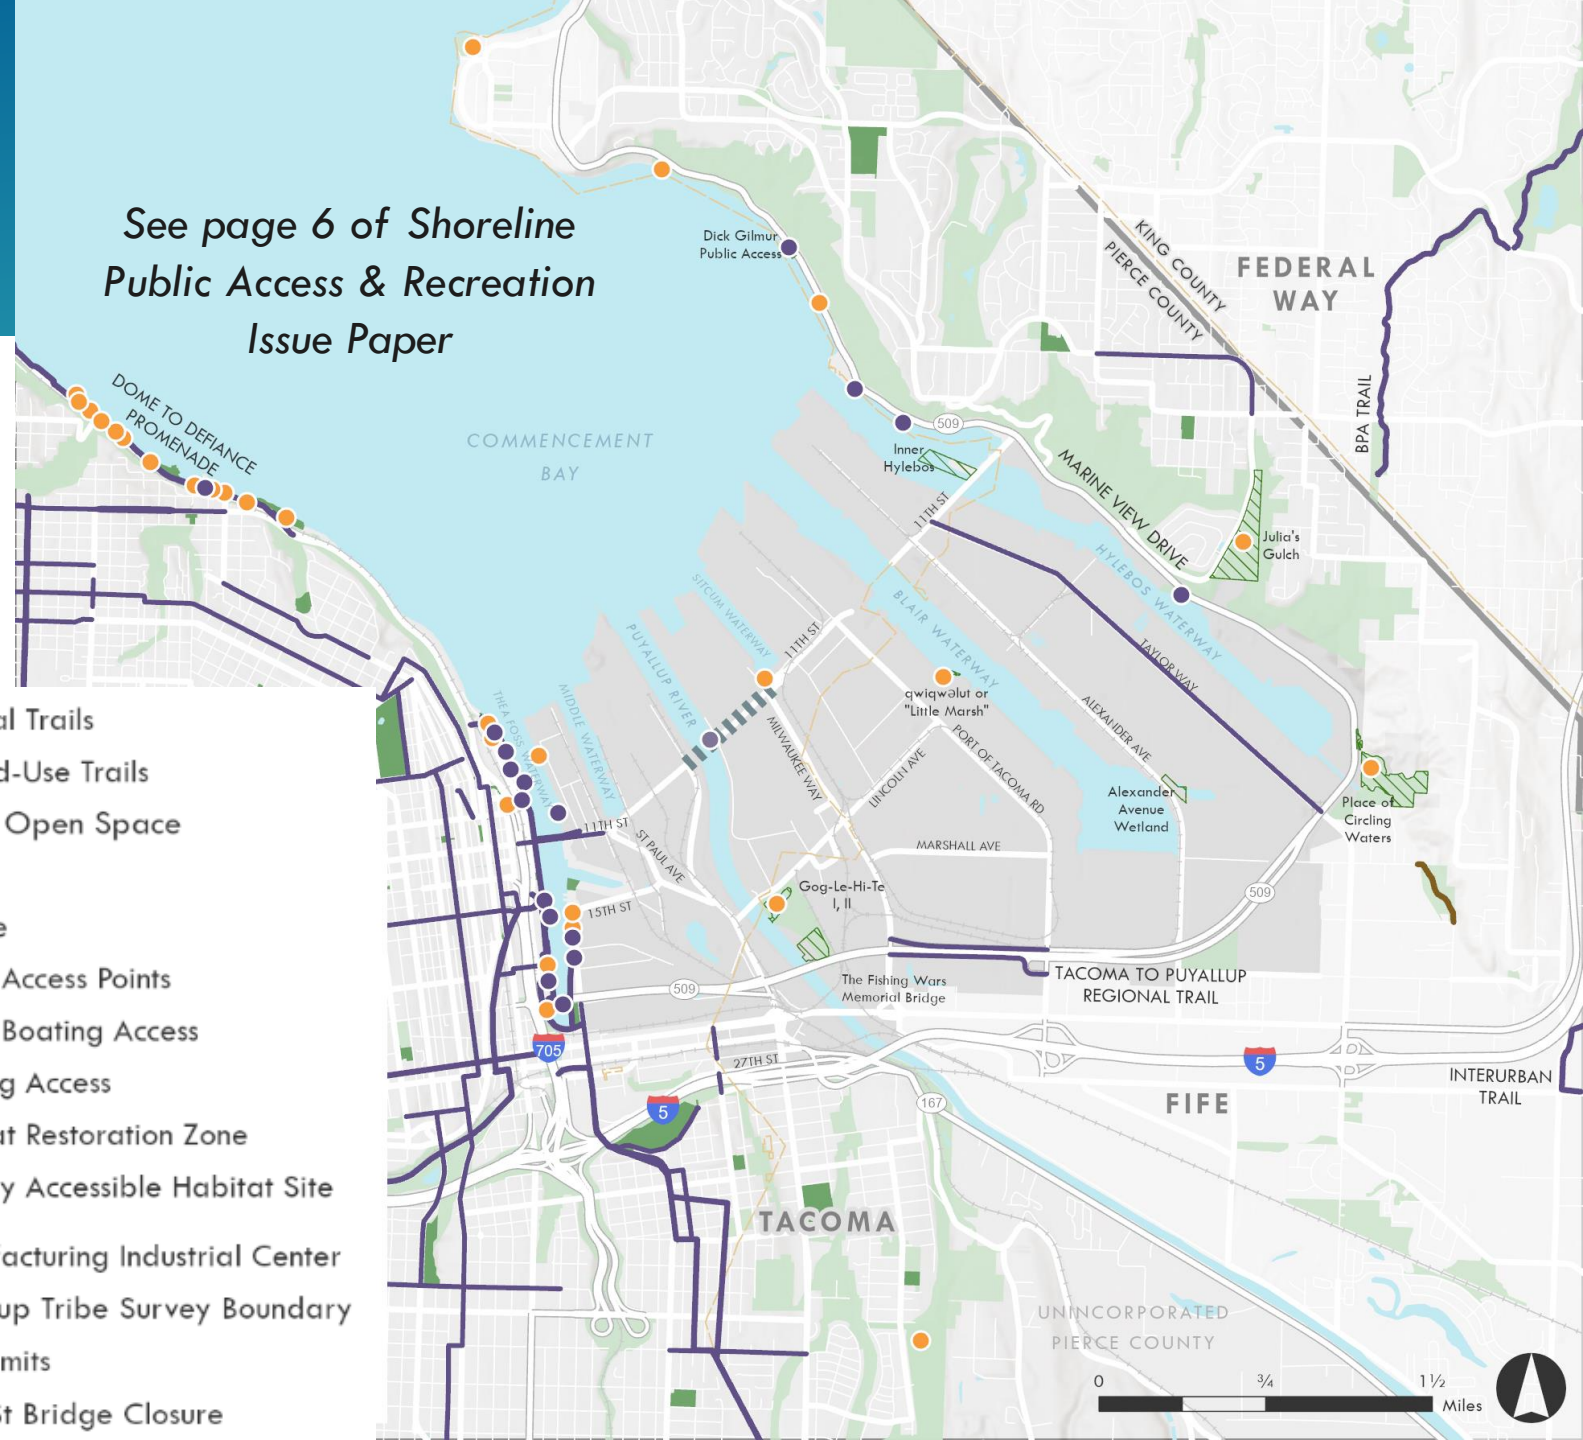 See page 6 of Shoreline
Public Access & Recreation
Issue Paper
Dick Gilmur
Public Access
KING COUNTY
PIERCE COUNTY
FEDERAL
WAY
DOME TO DEFIANCE
PROMENADE
COMMENCEMENT
BAY
BPA TRAIL
509
Inner
Hylebos
MARINE VIEW DRIVE
11TH ST
Julia's
Gulch
HYLEBOS WATERWAY
SITCUM WATERWAY
BLAIR WATERWAY
PUYALLUP RIVER
11TH ST
TAYLOR WAY
qwiqwəlut or
"Little Marsh"
THEA FOSS WATERWAY
MIDDLE WATERWAY
MILWAUKEE WAY
ALEXANDER AVE
PORT OF TACOMA RD
LINCOLN AVE
Alexander
Avenue
Wetland
Place of
Circling
Waters
11TH ST
ST PAUL AVE
MARSHALL AVE
Gog-Le-Hi-Te
I, II
509
15TH ST
509
The Fishing Wars
Memorial Bridge
TACOMA TO PUYALLUP
REGIONAL TRAIL
705
27TH ST
5
5
INTERURBAN
TRAIL
167
FIFE
TACOMA
UNINCORPORATED
PIERCE COUNTY
0 3/4 1 1/2
Miles
al Trails
d-Use Trails
Open Space
e
Access Points
Boating Access
g Access
at Restoration Zone
y Accessible Habitat Site
facturing Industrial Center
up Tribe Survey Boundary
mits
St Bridge Closure